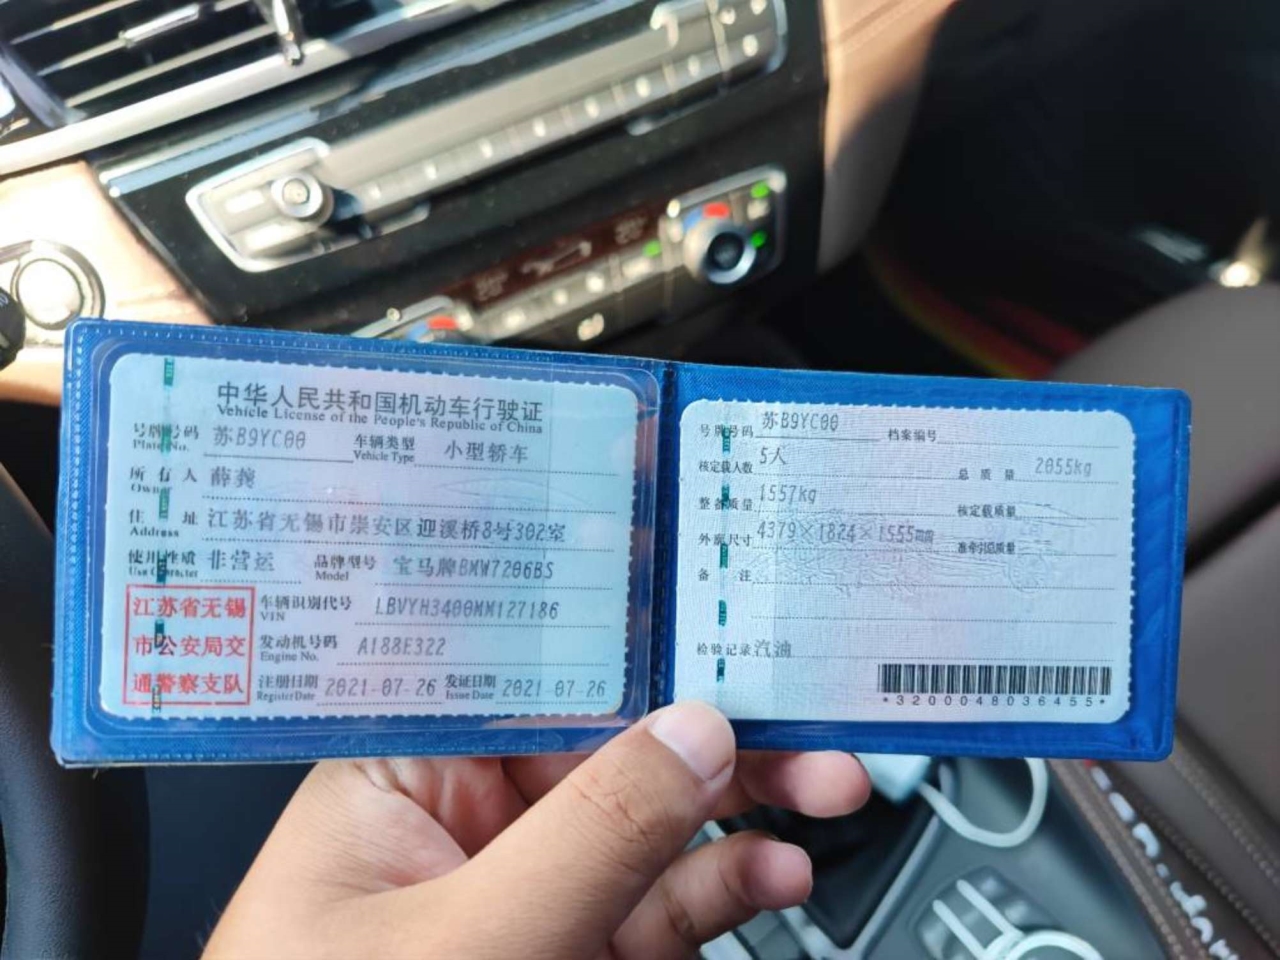 中华人民共和国机动车行驶证
Vehicle License of the People's Republic of China
号牌号码 Plate No. 苏B9YC00 车辆类型 Vehicle Type 小型轿车
所有人 Owner 薛龚
住址 Address 江苏省无锡市崇安区迎溪桥8号302室
使用性质 Use Character 非营运 品牌型号 Model 宝马牌BMW7206BS
江苏省无锡
市公安局交
通警察支队
车辆识别代号 VIN LBVYH3400MM127186
发动机号码 Engine No. A188E322
注册日期 Register Date 2021-07-26 发证日期 Issue Date 2021-07-26
号牌号码 苏B9YC00 档案编号
核定载人数 5人 总质量 2055kg
整备质量 1557kg 核定载质量
外廓尺寸 4379×1824×1555mm 准牵引总质量
备注
检验记录 汽油
*3200048036455*